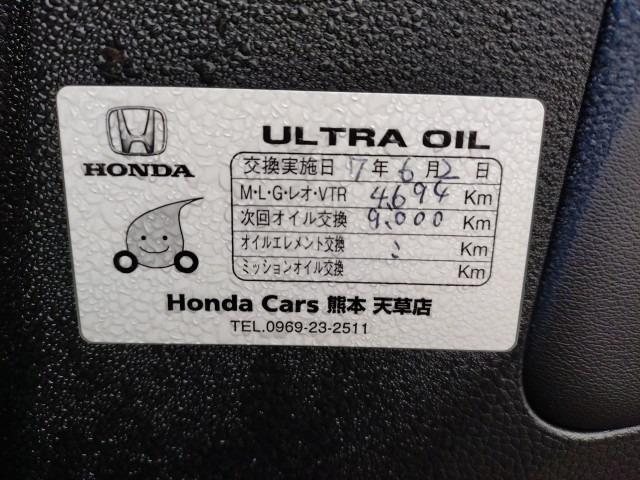 HONDA
ULTRA OIL
交換実施日 7年6月2日
M・L・G・レオ・VTR 4,694 Km
次回オイル交換 9,000 Km
オイルエレメント交換 〃 Km
ミッションオイル交換 Km
Honda Cars 熊本 天草店
TEL.0969-23-2511